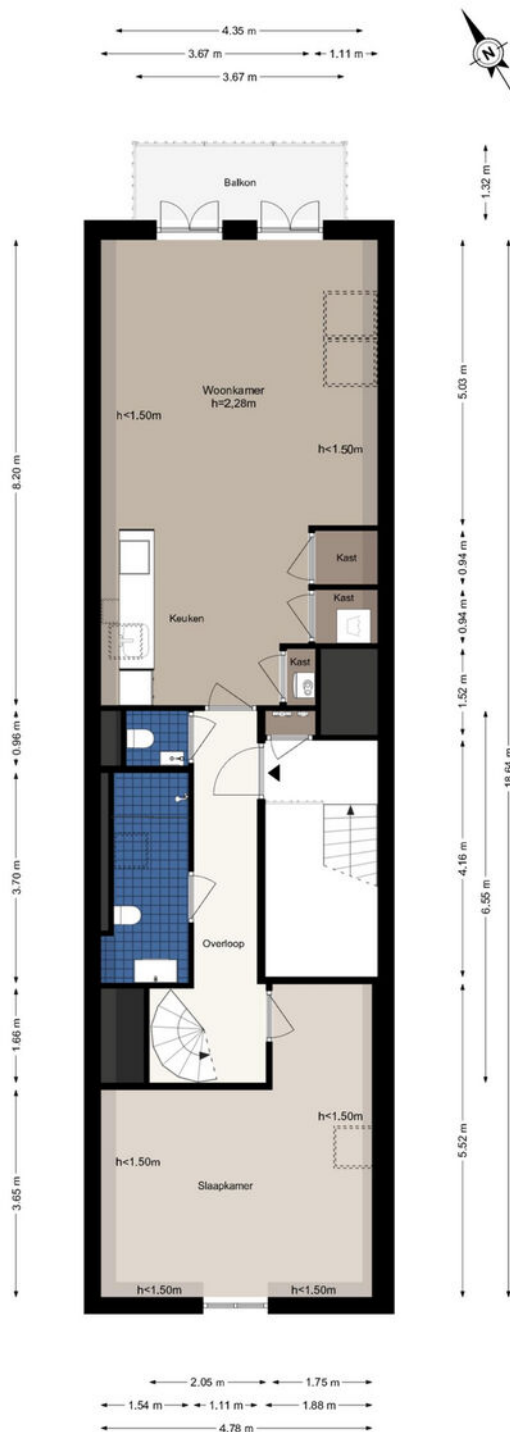 4.35 m
3.67 m
1.11 m
3.67 m
N
1.32 m
Balkon
Woonkamer
h=2,28m
h<1.50m
h<1.50m
8.20 m
5.03 m
18.64 m
Kast
0.94 m
Kast
0.94 m
Keuken
Kast
1.52 m
0.96 m
3.70 m
4.16 m
6.55 m
Overloop
1.66 m
h<1.50m
5.52 m
h<1.50m
3.65 m
Slaapkamer
h<1.50m
h<1.50m
2.05 m
1.75 m
1.54 m
1.11 m
1.88 m
4.78 m